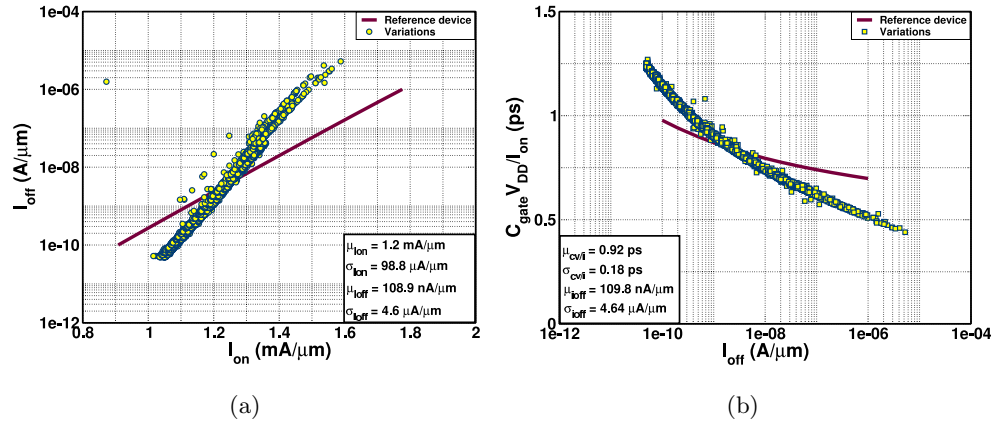 1e-04
1e-06
1e-08
1e-10
1e-12
I_off (A/μm)
Reference device
Variations
μ_Ion = 1.2 mA/μm
σ_Ion = 98.8 μA/μm
μ_Ioff = 108.9 nA/μm
σ_Ioff = 4.6 μA/μm
0.8 1 1.2 1.4 1.6 1.8 2
I_on (mA/μm)
(a)
1.5
1
0.5
0
C_gate V_DD/I_on (ps)
Reference device
Variations
μ_cv/i = 0.92 ps
σ_cv/i = 0.18 ps
μ_ioff = 109.8 nA/μm
σ_ioff = 4.64 μA/μm
1e-12 1e-10 1e-08 1e-06 1e-04
I_off (A/μm)
(b)